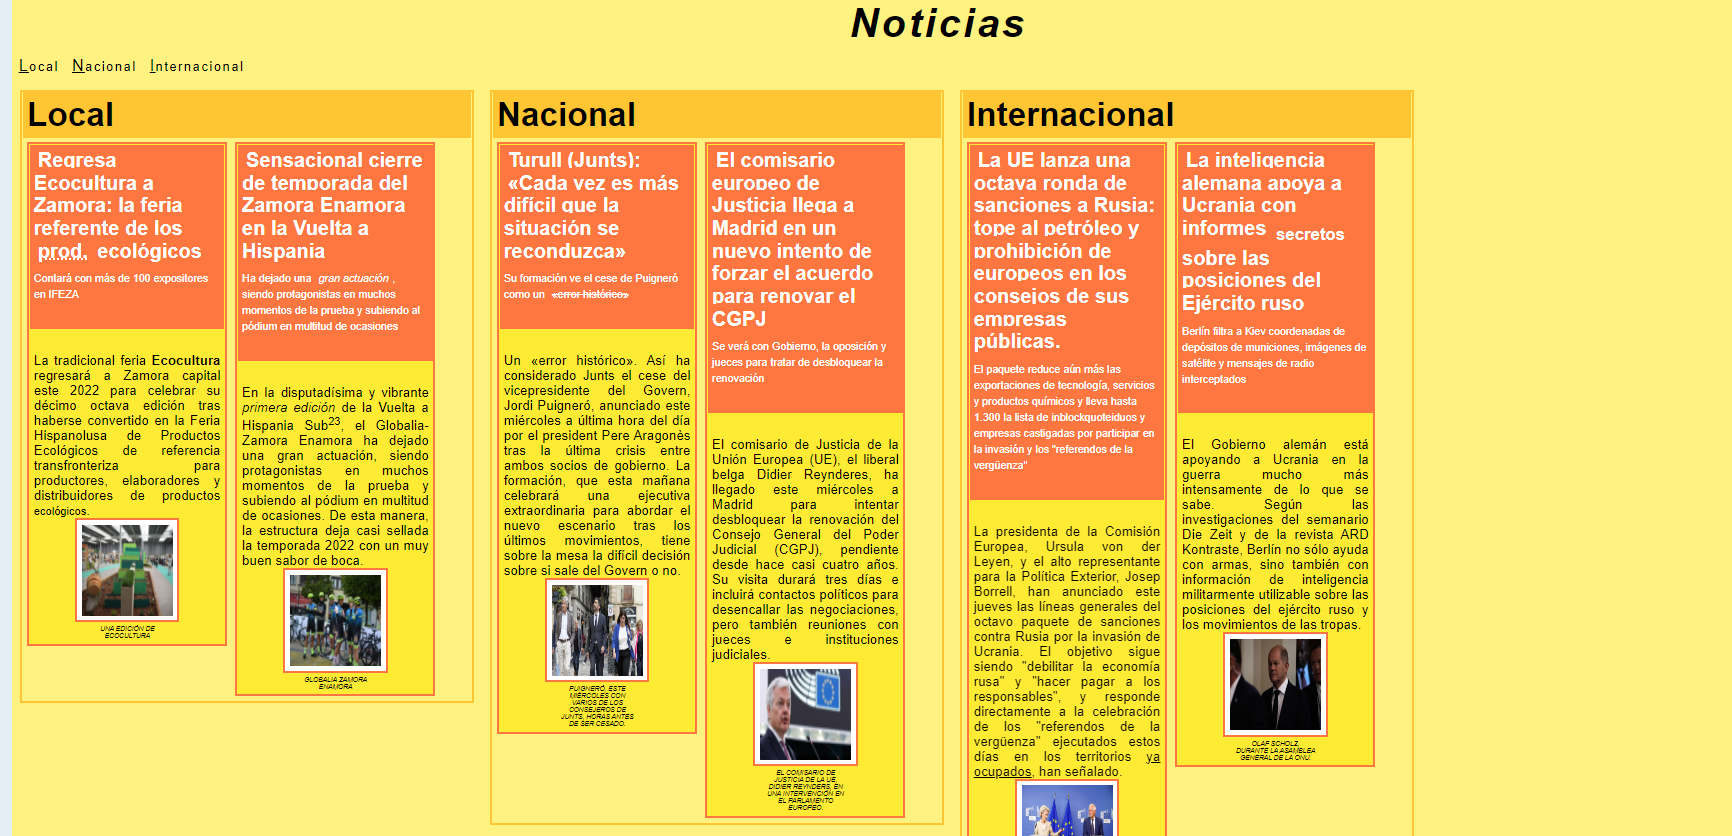 Noticias
Local Nacional Internacional
Local
Regresa
Ecocultura a
Zamora: la feria
referente de los
prod. ecológicos
Contará con más de 100 expositores
en IFEZA
La tradicional feria Ecocultura
regresará a Zamora capital
este 2022 para celebrar su
décimo octava edición tras
haberse convertido en la Feria
Hispanolusa de Productos
Ecológicos de referencia
transfronteriza para
productores, elaboradores y
distribuidores de productos
ecológicos.
UNA EDICIÓN DE
ECOCULTURA
Sensacional cierre
de temporada del
Zamora Enamora
en la Vuelta a
Hispania
Ha dejado una gran actuación ,
siendo protagonistas en muchos
momentos de la prueba y subiendo al
pódium en multitud de ocasiones
En la disputadísima y vibrante
primera edición de la Vuelta a
Hispania Sub23, el Globalia-
Zamora Enamora ha dejado
una gran actuación, siendo
protagonistas en muchos
momentos de la prueba y
subiendo al pódium en multitud
de ocasiones. De esta manera,
la estructura deja casi sellada
la temporada 2022 con un muy
buen sabor de boca.
GLOBALIA ZAMORA
ENAMORA
Nacional
Turull (Junts):
«Cada vez es más
difícil que la
situación se
reconduzca»
Su formación ve el cese de Puigneró
como un «error histórico»
Un «error histórico». Así ha
considerado Junts el cese del
vicepresidente del Govern,
Jordi Puigneró, anunciado este
miércoles a última hora del día
por el president Pere Aragonès
tras la última crisis entre
ambos socios de gobierno. La
formación, que esta mañana
celebrará una ejecutiva
extraordinaria para abordar el
nuevo escenario tras los
últimos movimientos, tiene
sobre la mesa la difícil decisión
sobre si sale del Govern o no.
PUIGNERÓ, ESTE
MIÉRCOLES CON
VARIOS DE LOS
CONSEJEROS DE
JUNTS, HORAS ANTES
DE SER CESADO.
El comisario
europeo de
Justicia llega a
Madrid en un
nuevo intento de
forzar el acuerdo
para renovar el
CGPJ
Se verá con Gobierno, la oposición y
jueces para tratar de desbloquear la
renovación
El comisario de Justicia de la
Unión Europea (UE), el liberal
belga Didier Reynderes, ha
llegado este miércoles a
Madrid para intentar
desbloquear la renovación del
Consejo General del Poder
Judicial (CGPJ), pendiente
desde hace casi cuatro años.
Su visita durará tres días e
incluirá contactos políticos para
desencallar las negociaciones,
pero también reuniones con
jueces e instituciones
judiciales.
EL COMISARIO DE
JUSTICIA DE LA UE,
DIDIER REYNDERS, EN
UNA INTERVENCIÓN EN
EL PARLAMENTO
EUROPEO.
Internacional
La UE lanza una
octava ronda de
sanciones a Rusia:
tope al petróleo y
prohibición de
europeos en los
consejos de sus
empresas
públicas.
El paquete reduce aún más las
exportaciones de tecnología, servicios
y productos químicos y lleva hasta
1.300 la lista de inblockquoteiduos y
empresas castigadas por participar en
la invasión y los "referendos de la
vergüenza"
La presidenta de la Comisión
Europea, Ursula von der
Leyen, y el alto representante
para la Política Exterior, Josep
Borrell, han anunciado este
jueves las líneas generales del
octavo paquete de sanciones
contra Rusia por la invasión de
Ucrania. El objetivo sigue
siendo "debilitar la economía
rusa" y "hacer pagar a los
responsables", y responde
directamente a la celebración
de los "referendos de la
vergüenza" ejecutados estos
días en los territorios ya
ocupados, han señalado.
La inteligencia
alemana apoya a
Ucrania con
informes secretos
sobre las
posiciones del
Ejército ruso
Berlín filtra a Kiev coordenadas de
depósitos de municiones, imágenes de
satélite y mensajes de radio
interceptados
El Gobierno alemán está
apoyando a Ucrania en la
guerra mucho más
intensamente de lo que se
sabe. Según las
investigaciones del semanario
Die Zeit y de la revista ARD
Kontraste, Berlín no sólo ayuda
con armas, sino también con
información de inteligencia
militarmente utilizable sobre las
posiciones del ejército ruso y
los movimientos de las tropas.
OLAF SCHOLZ,
DURANTE LA ASAMBLEA
GENERAL DE LA ONU.